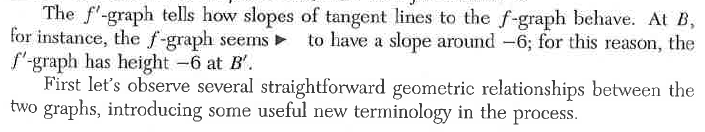 The f′-graph tells how slopes of tangent lines to the f-graph behave. At B,
for instance, the f-graph seems ▶ to have a slope around −6; for this reason, the
f′-graph has height −6 at B′.
First let's observe several straightforward geometric relationships between the
two graphs, introducing some useful new terminology in the process.